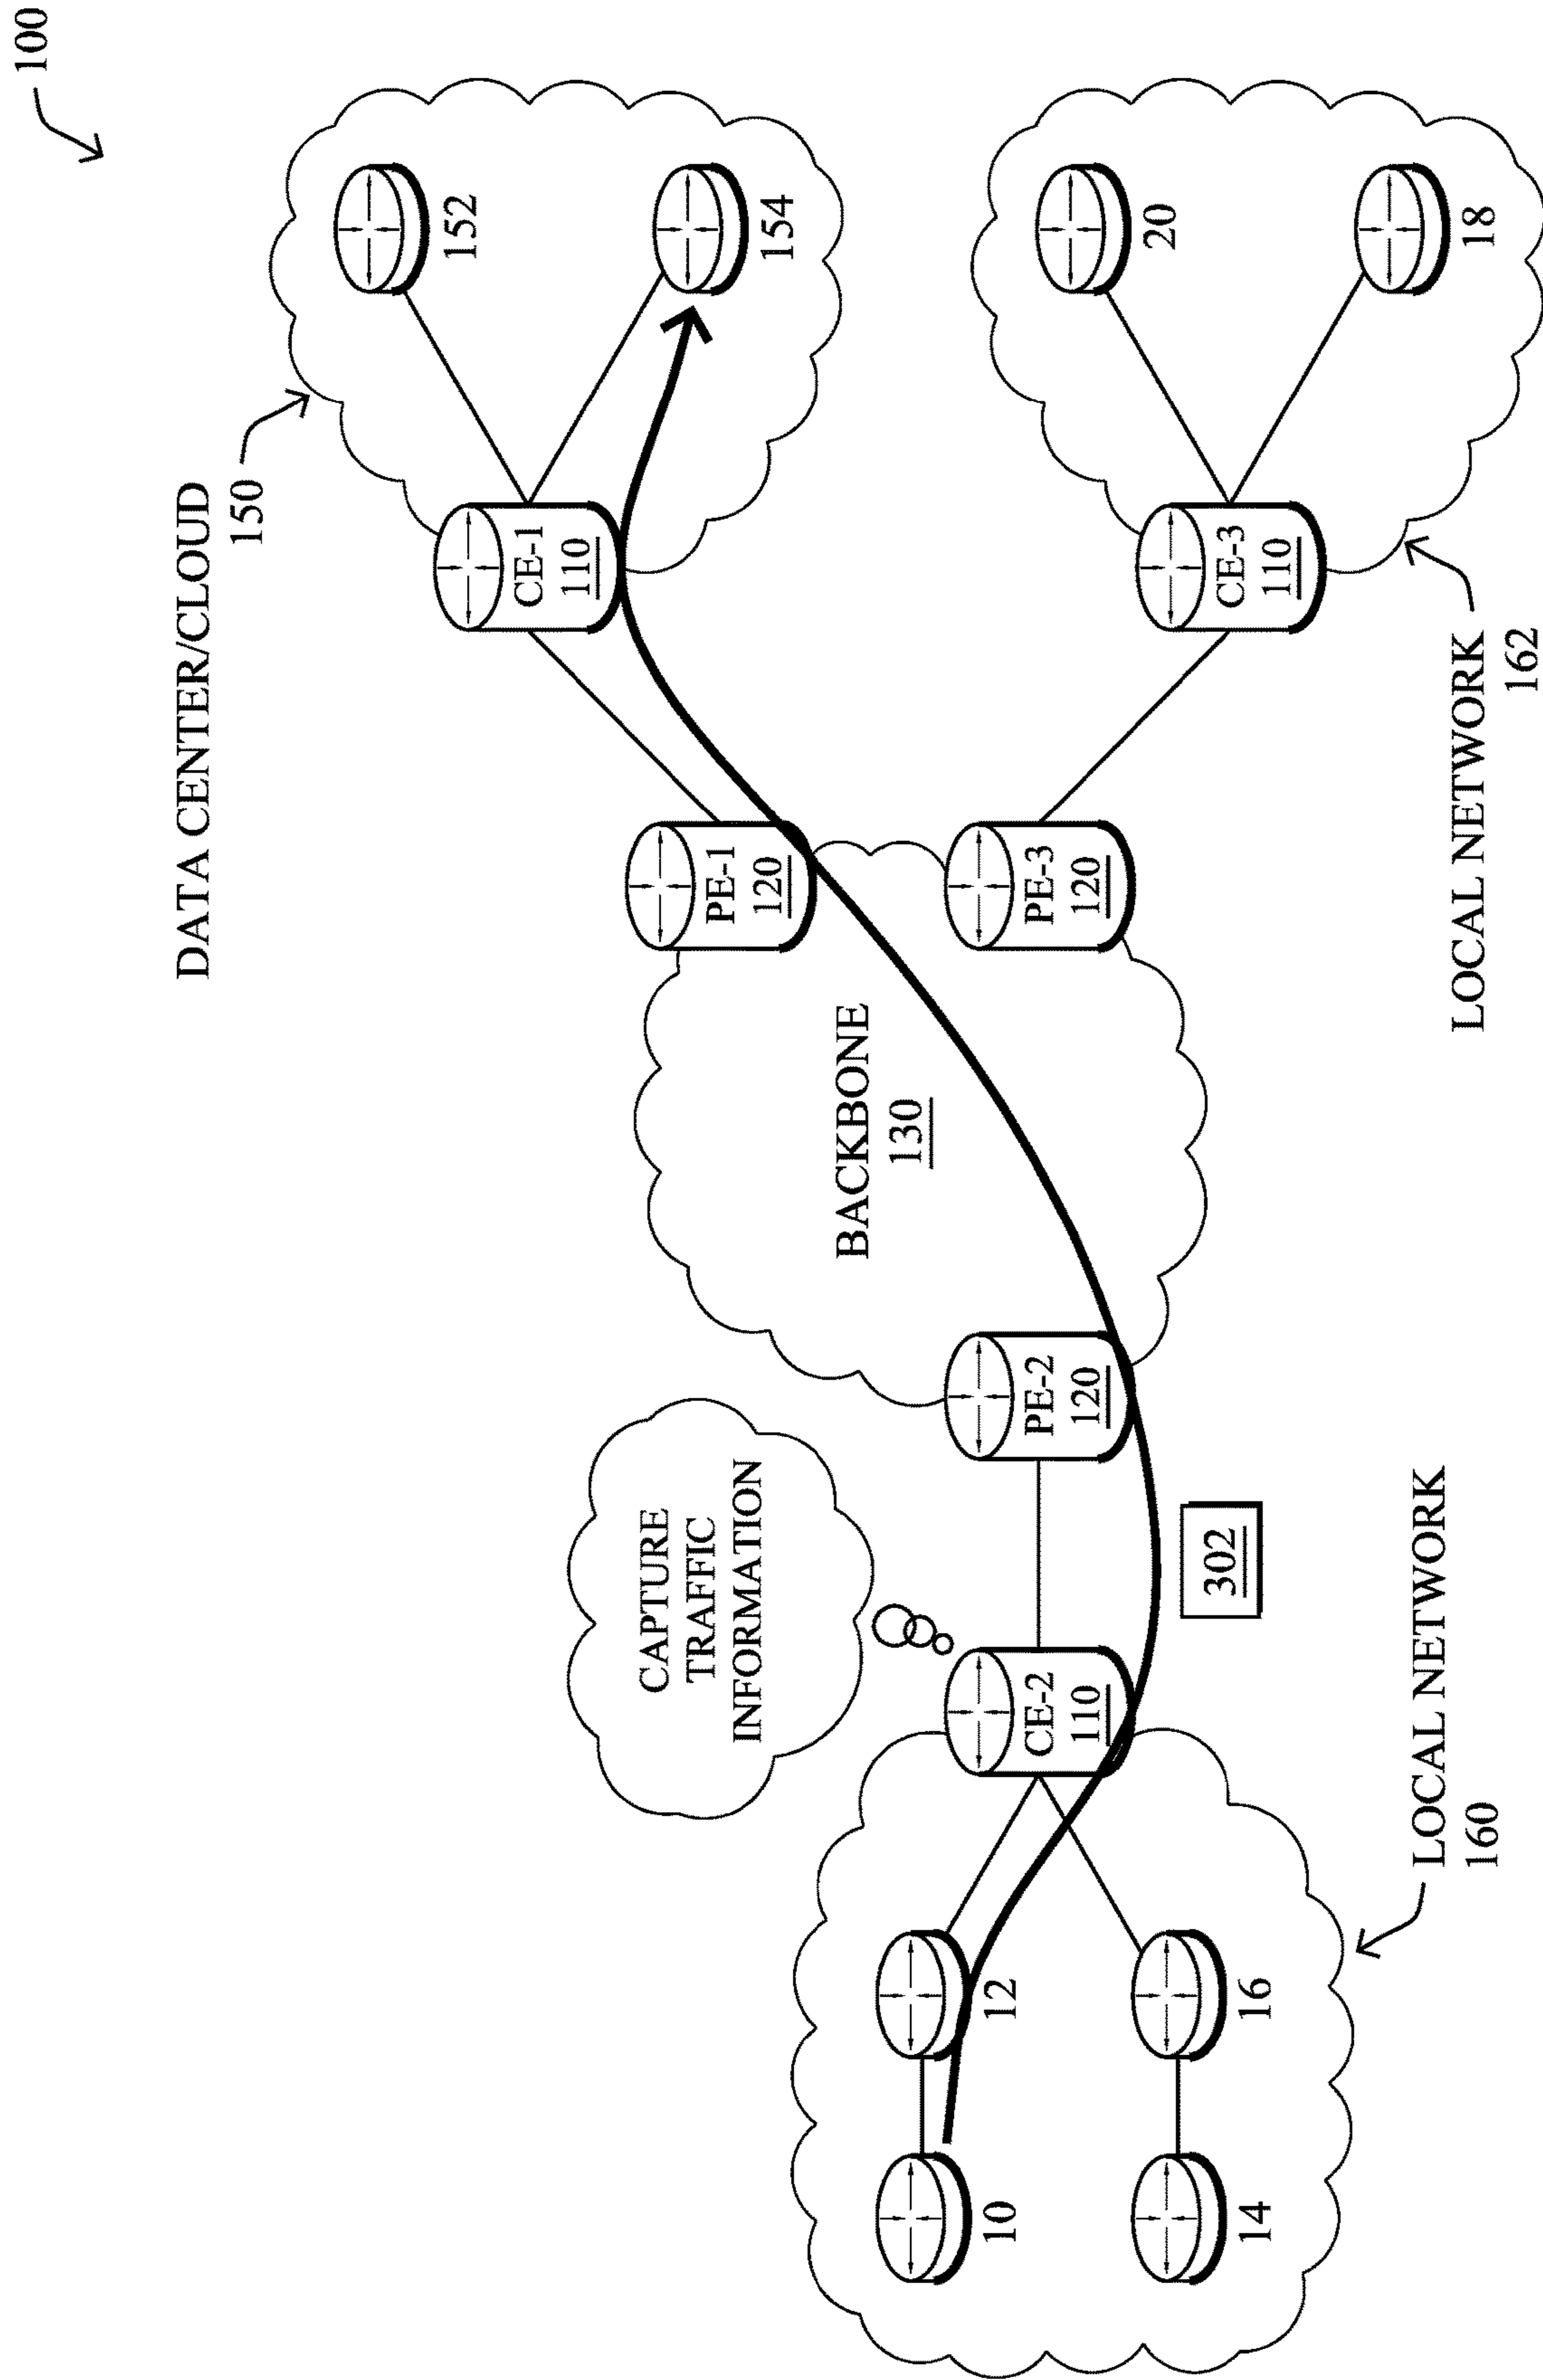 100
DATA CENTER/CLOUD
150
152
154
CE-1
110
PE-1
120
CAPTURE
TRAFFIC
INFORMATION
BACKBONE
130
10
12
14
16
CE-2
110
PE-2
120
PE-3
120
302
CE-3
110
20
18
LOCAL NETWORK
160
LOCAL NETWORK
162